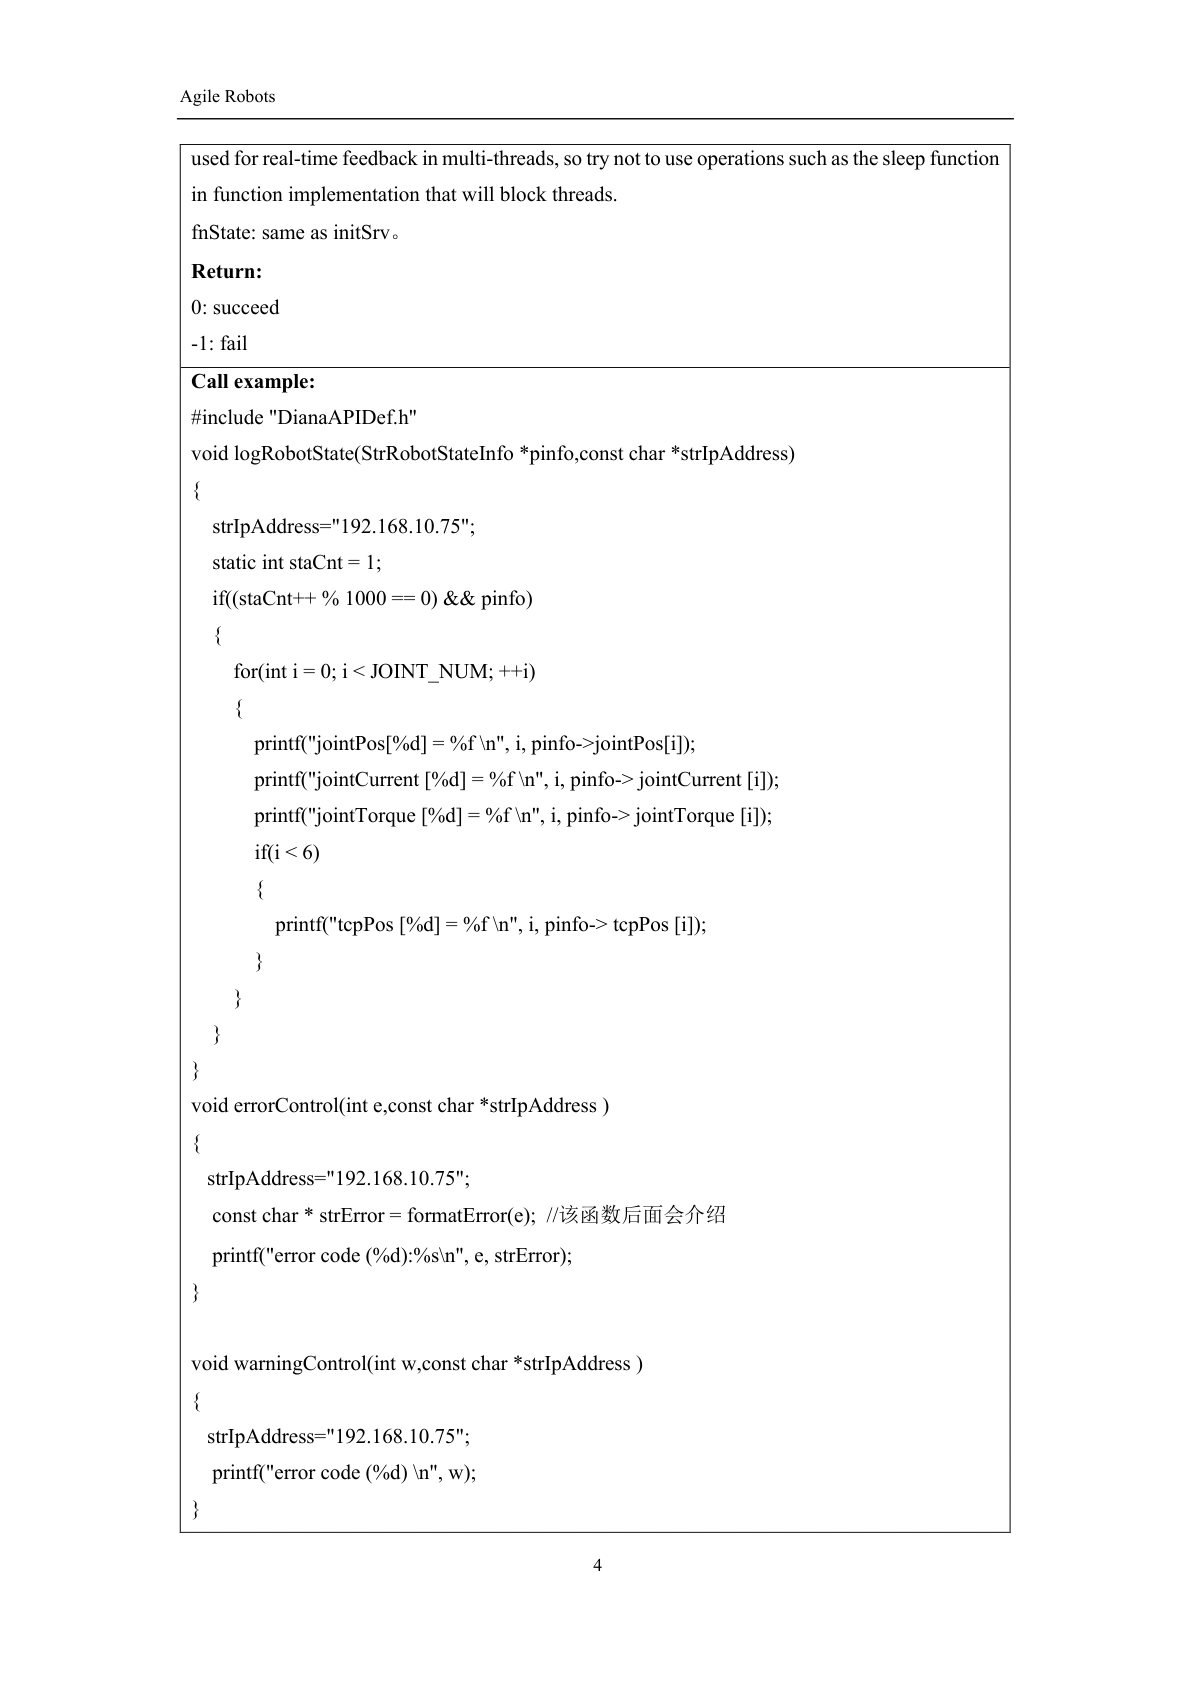 Agile Robots
used for real-time feedback in multi-threads, so try not to use operations such as the sleep function
in function implementation that will block threads.
fnState: same as initSrv。
Return:
0: succeed
-1: fail
Call example:
#include "DianaAPIDef.h"
void logRobotState(StrRobotStateInfo *pinfo,const char *strIpAddress)
{
strIpAddress="192.168.10.75";
static int staCnt = 1;
if((staCnt++ % 1000 == 0) && pinfo)
{
for(int i = 0; i < JOINT_NUM; ++i)
{
printf("jointPos[%d] = %f \n", i, pinfo->jointPos[i]);
printf("jointCurrent [%d] = %f \n", i, pinfo-> jointCurrent [i]);
printf("jointTorque [%d] = %f \n", i, pinfo-> jointTorque [i]);
if(i < 6)
{
printf("tcpPos [%d] = %f \n", i, pinfo-> tcpPos [i]);
}
}
}
}
void errorControl(int e,const char *strIpAddress )
{
strIpAddress="192.168.10.75";
const char * strError = formatError(e); //该函数后面会介绍
printf("error code (%d):%s\n", e, strError);
}
void warningControl(int w,const char *strIpAddress )
{
strIpAddress="192.168.10.75";
printf("error code (%d) \n", w);
}
4